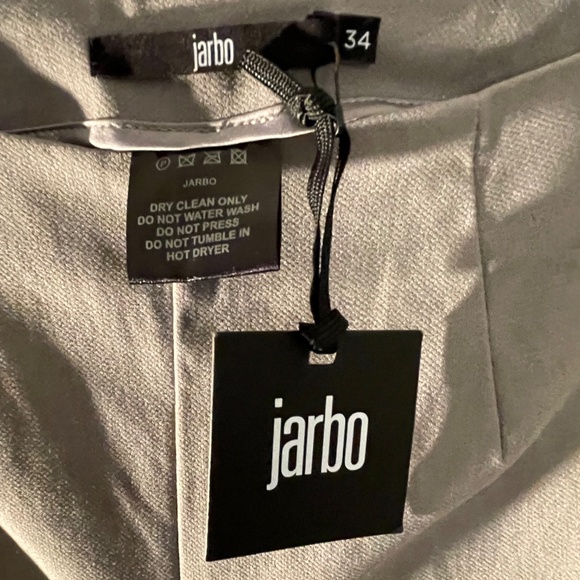 jarbo
34
P
JARBO
DRY CLEAN ONLY
DO NOT WATER WASH
DO NOT PRESS
DO NOT TUMBLE IN
HOT DRYER
jarbo